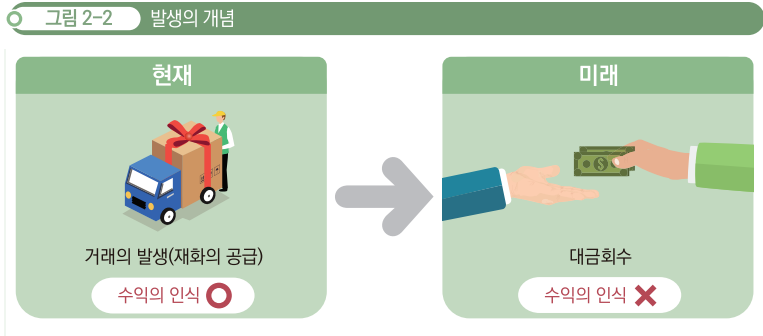 그림 2-2 발생의 개념
현재
거래의 발생(재화의 공급)
수익의 인식
미래
대금회수
수익의 인식